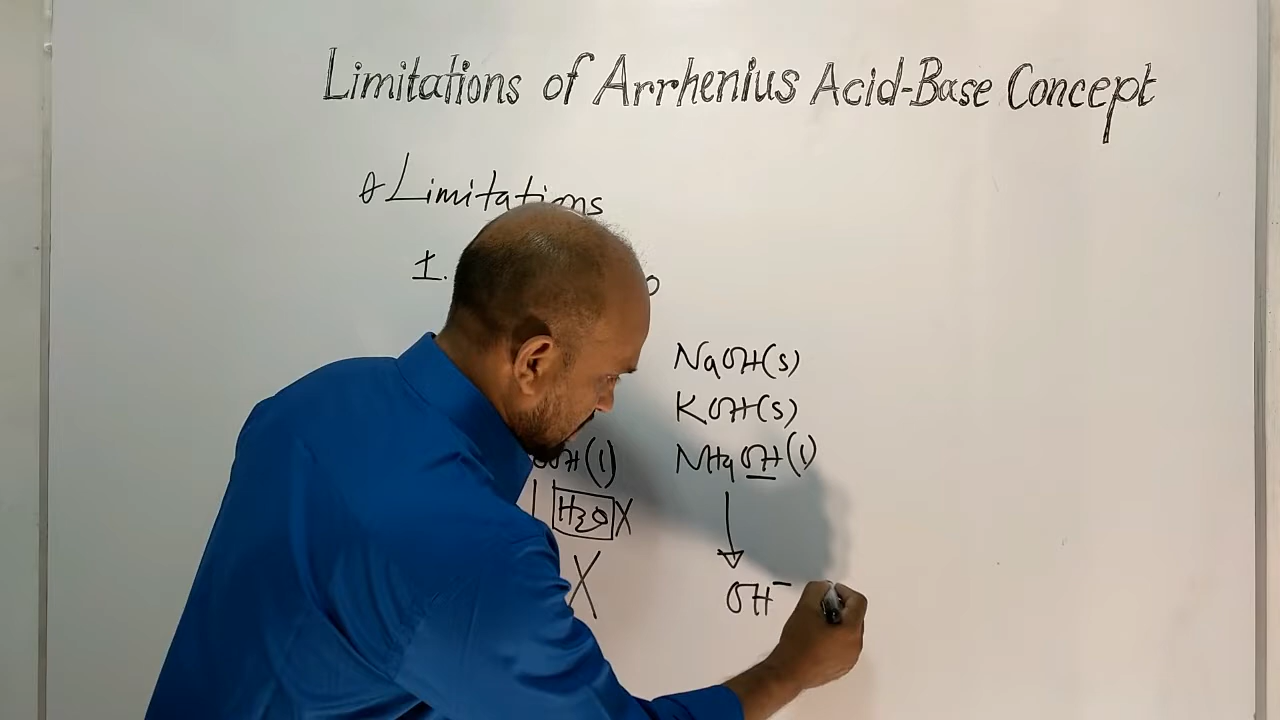 Limitations of Arrhenius Acid-Base Concept
Limitations
1.
NaOH(s)
KOH(s)
NH4OH(l)
OH(l)
H2O X
X
OH-